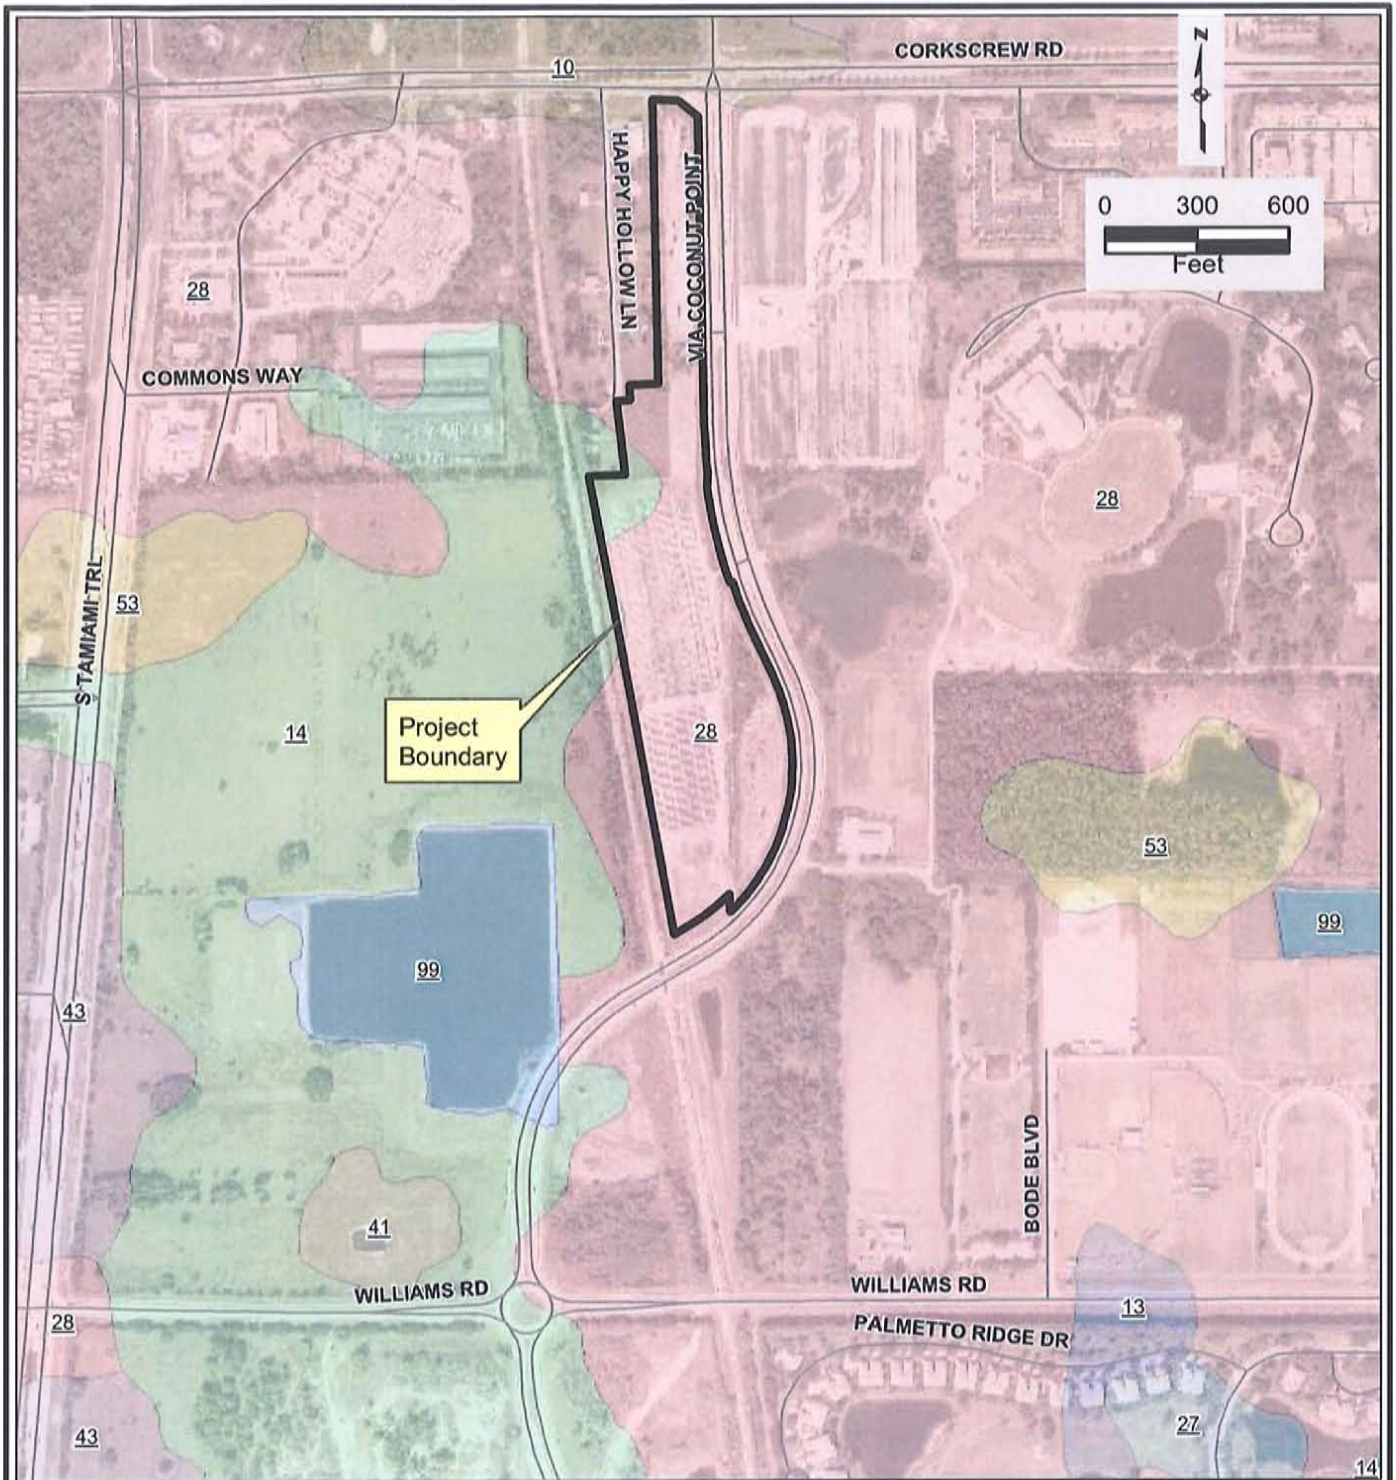 CORKSCREW RD
N
10
HAPPY HOLLOW LN
VIA COCONUT POINT
0 300 600
Feet
28
COMMONS WAY
28
53
S TAMIAMI TRL
14
Project
Boundary
28
53
99
99
43
BODE BLVD
41
WILLIAMS RD
WILLIAMS RD
13
28
PALMETTO RIDGE DR
27
43
14